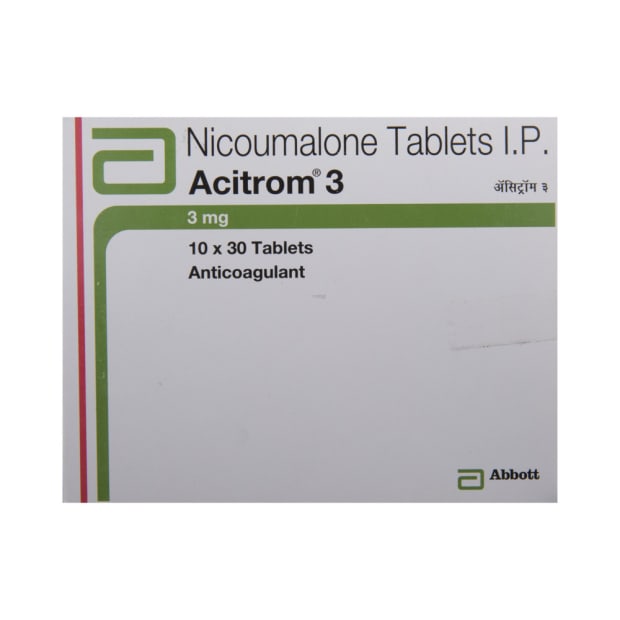 Nicoumalone Tablets I.P.
Acitrom® 3
ॲसिट्रॉम ३
3 mg
10 x 30 Tablets
Anticoagulant
Abbott